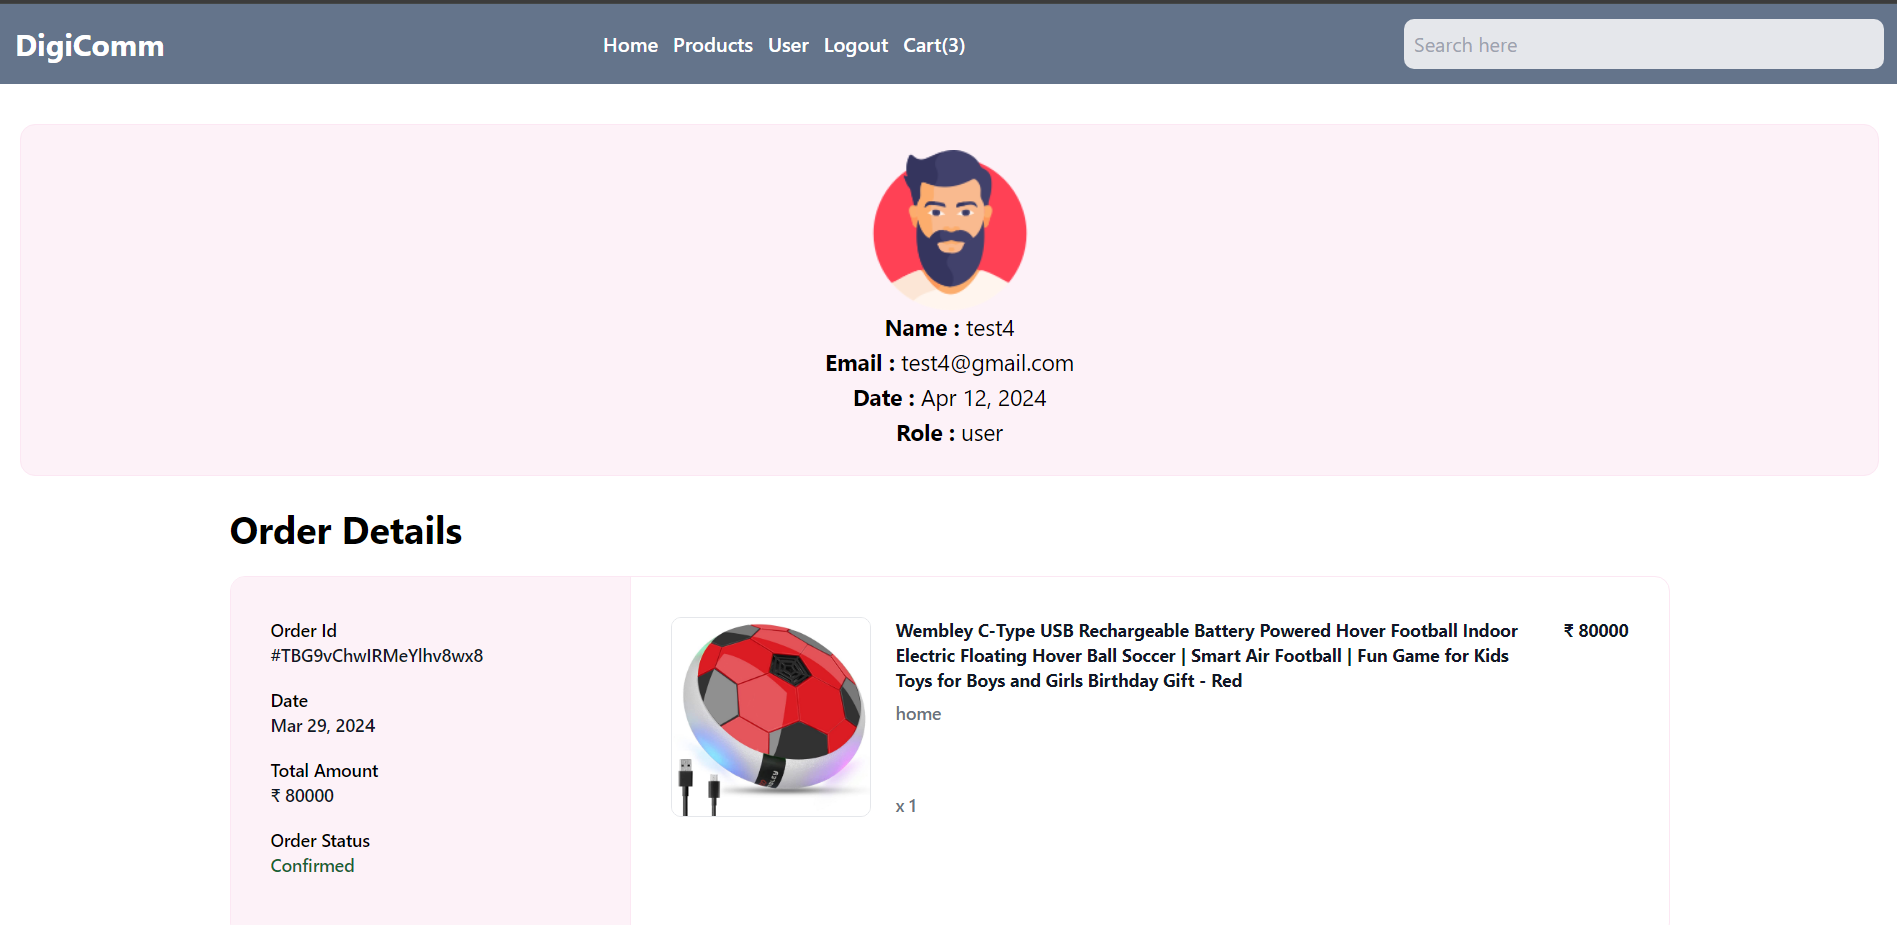 DigiComm
Home Products User Logout Cart(3)
Search here
Name : test4
Email : test4@gmail.com
Date : Apr 12, 2024
Role : user
Order Details
Order Id
#TBG9vChwIRMeYlhv8wx8
Date
Mar 29, 2024
Total Amount
₹ 80000
Order Status
Confirmed
Wembley C-Type USB Rechargeable Battery Powered Hover Football Indoor
Electric Floating Hover Ball Soccer | Smart Air Football | Fun Game for Kids
Toys for Boys and Girls Birthday Gift - Red
₹ 80000
home
x 1